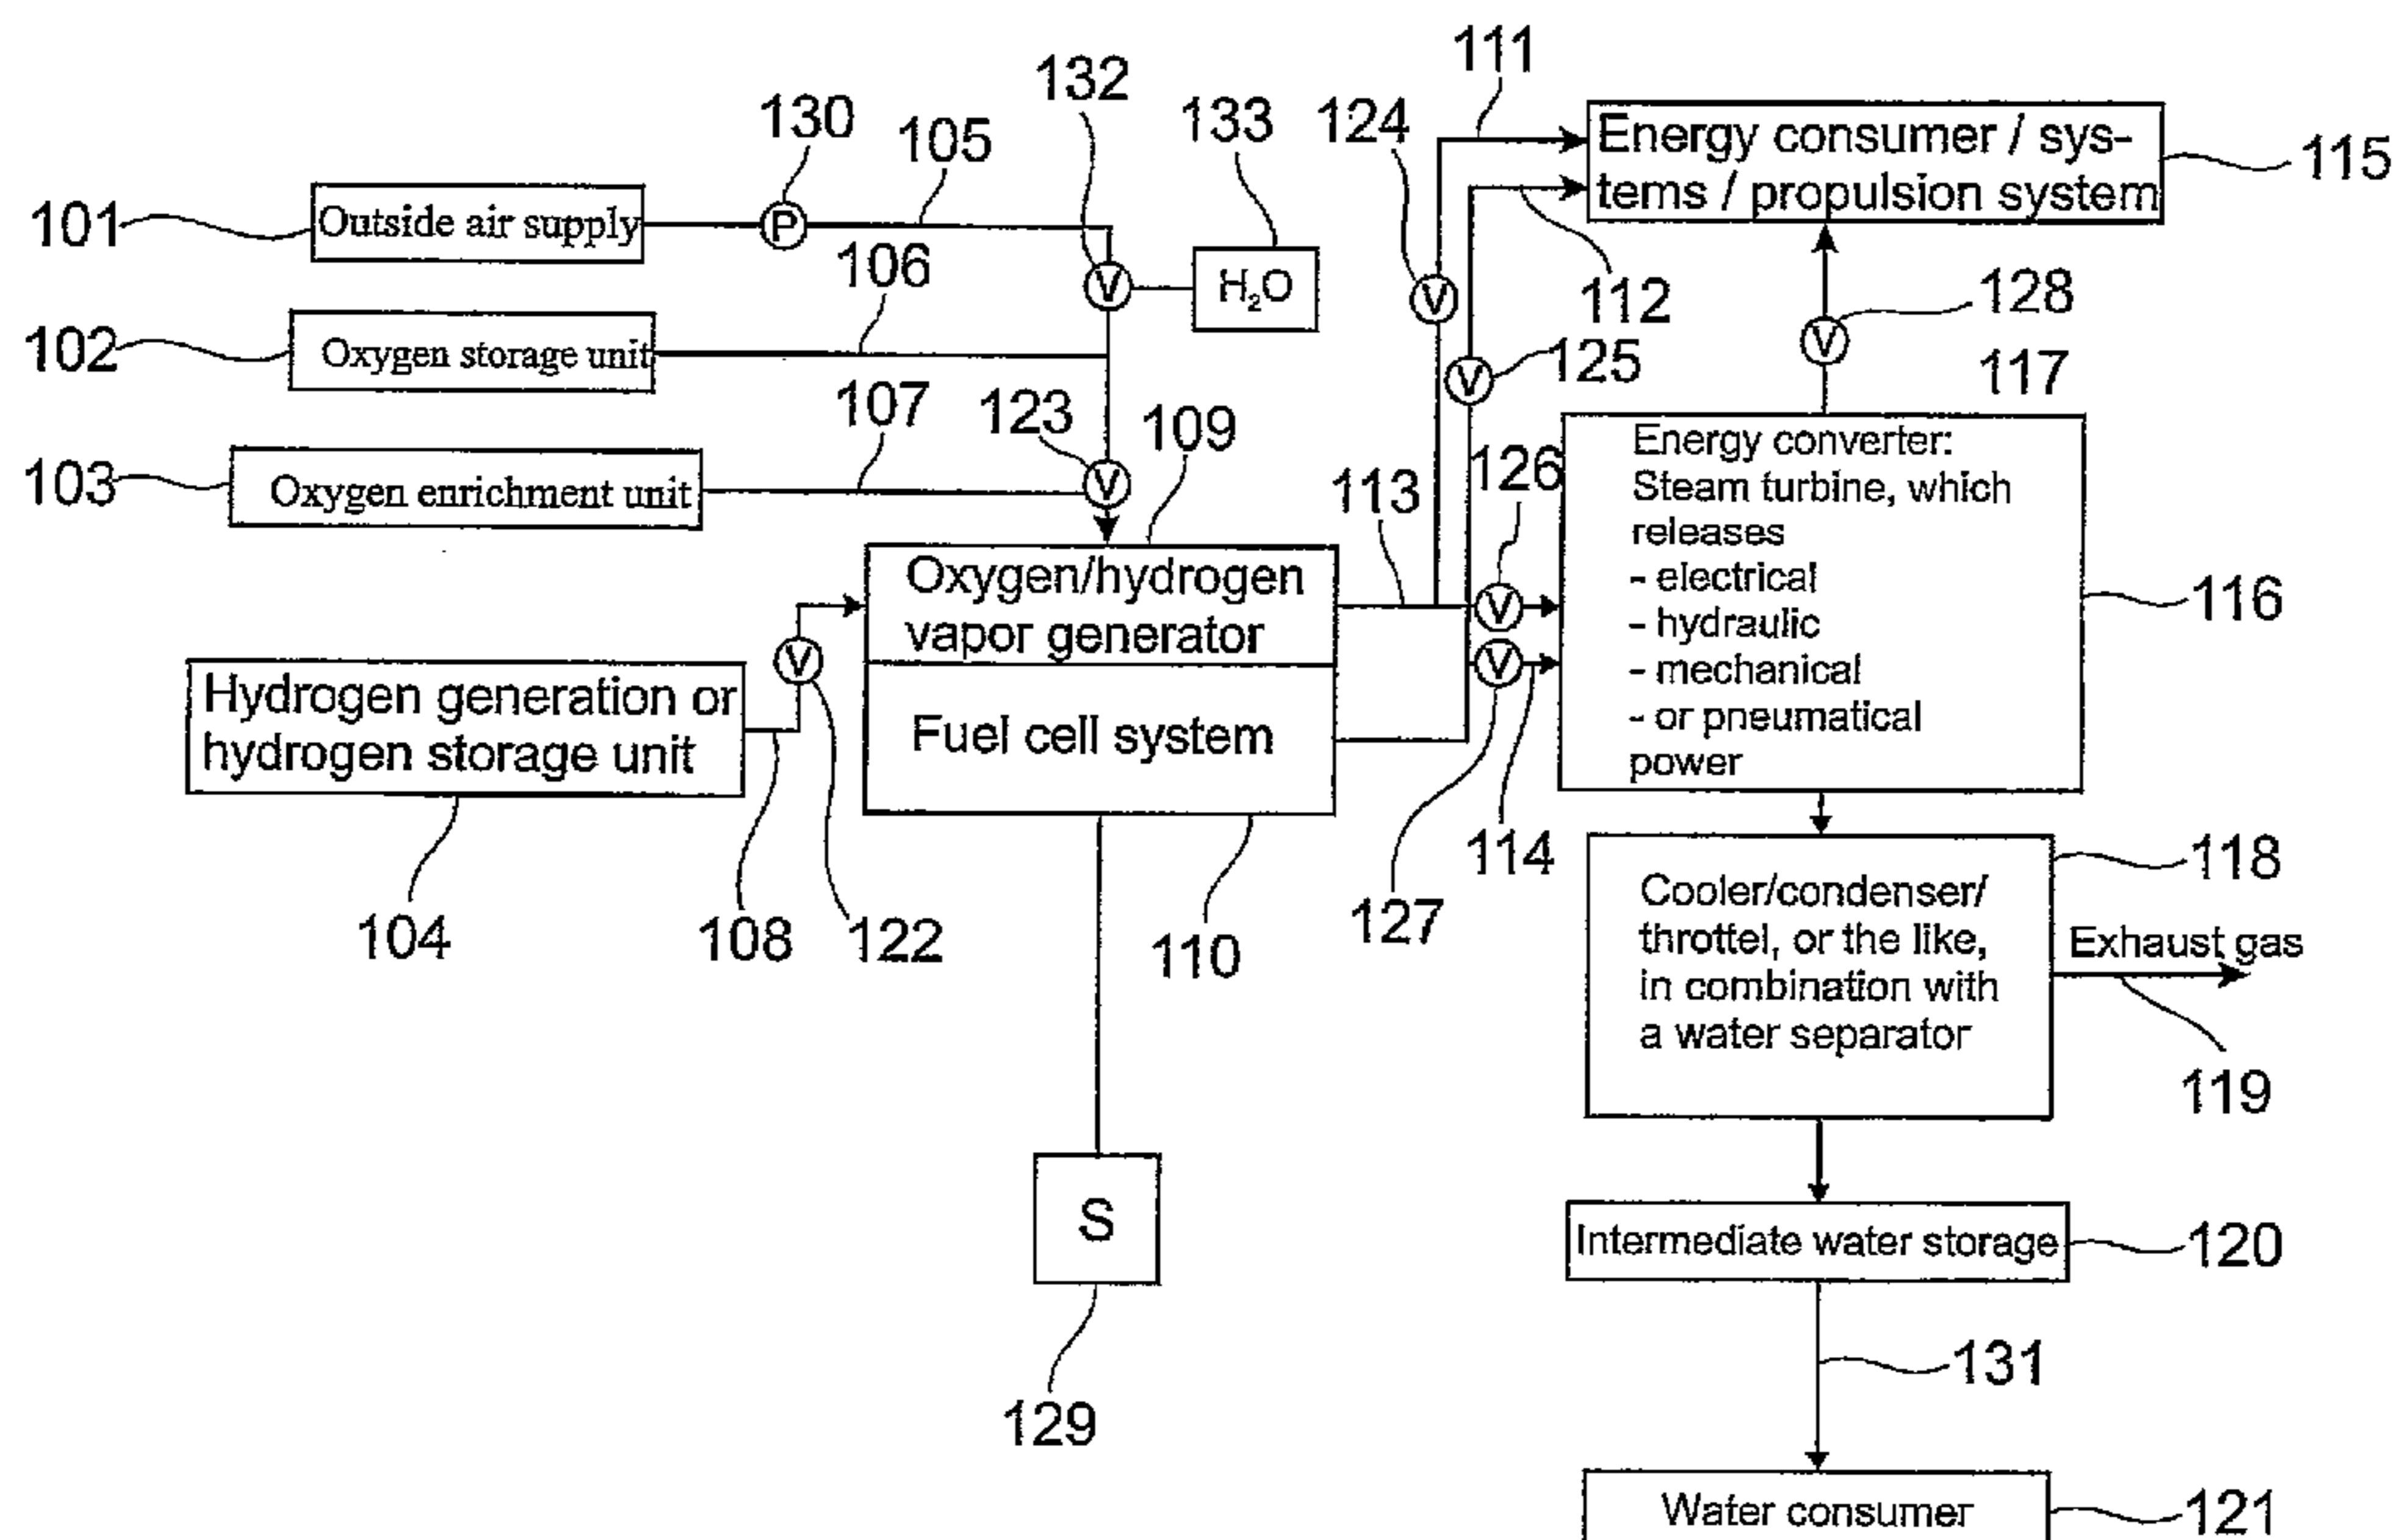 111
132
130
133
124
105
Energy consumer / sys-
tems / propulsion system
115
101
Outside air supply
P
106
V
H₂O
V
112
128
102
Oxygen storage unit
V
125
V
117
107
123
109
103
Oxygen enrichment unit
V
113
126
Energy converter:
Steam turbine, which
releases
- electrical
- hydraulic
- mechanical
- or pneumatical
power
116
Oxygen/hydrogen
vapor generator
V
V
V
Hydrogen generation or
hydrogen storage unit
Fuel cell system
104
108
122
110
127
114
118
Cooler/condenser/
throttel, or the like,
in combination with
a water separator
Exhaust gas
119
S
129
Intermediate water storage
120
131
Water consumer
121